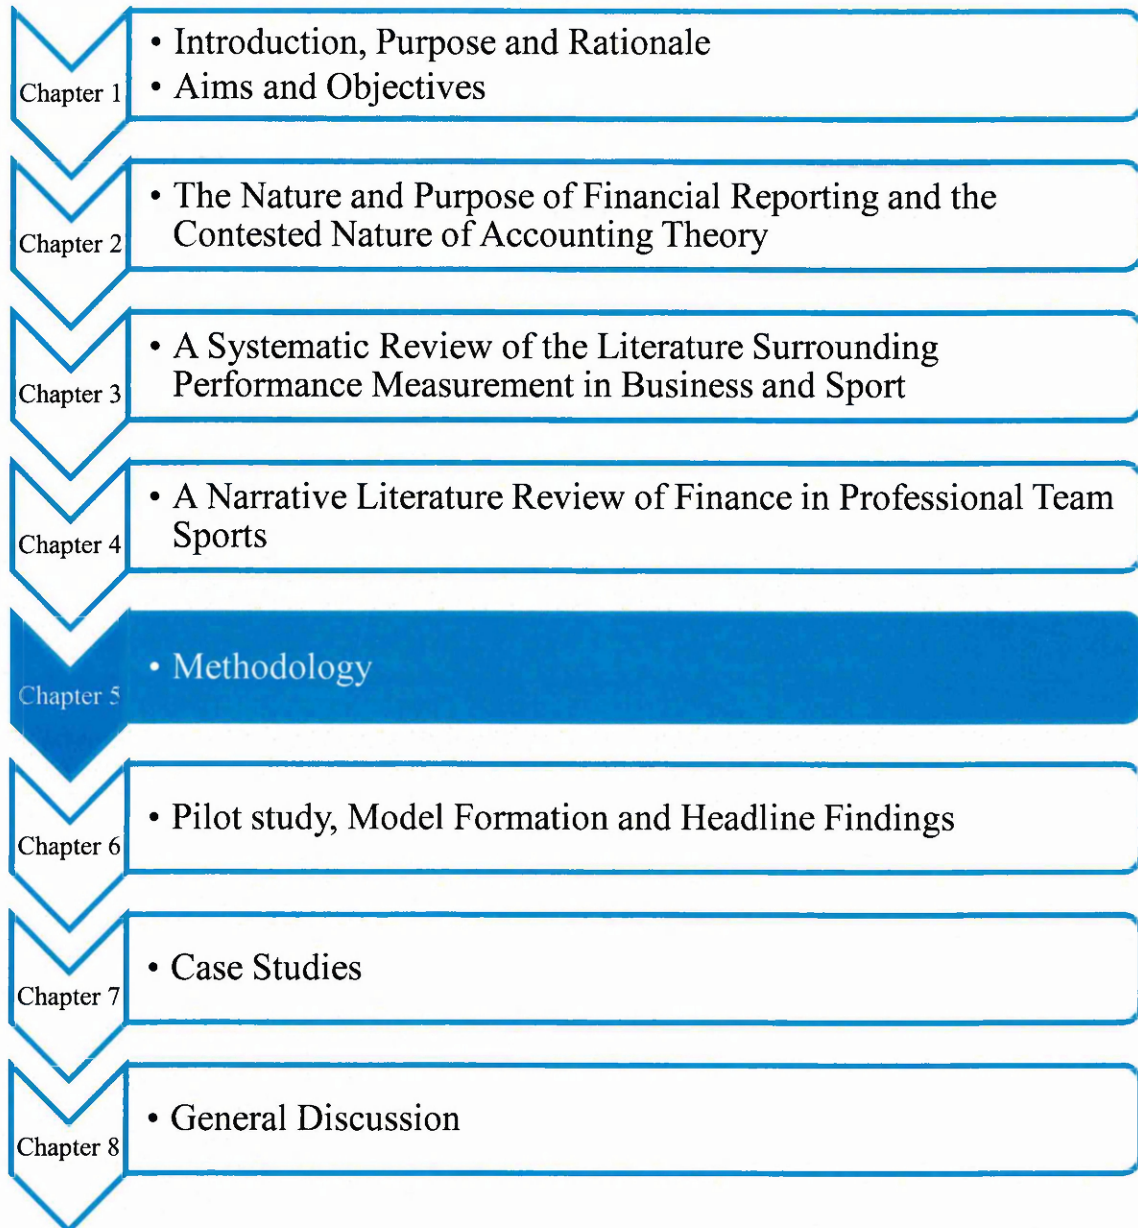 • Introduction, Purpose and Rationale
Chapter 1
• Aims and Objectives
• The Nature and Purpose of Financial Reporting and the
Chapter 2
Contested Nature of Accounting Theory
• A Systematic Review of the Literature Surrounding
Chapter 3
Performance Measurement in Business and Sport
• A Narrative Literature Review of Finance in Professional Team
Chapter 4
Sports
Chapter 5
• Methodology
Chapter 6
• Pilot study, Model Formation and Headline Findings
Chapter 7
• Case Studies
Chapter 8
• General Discussion